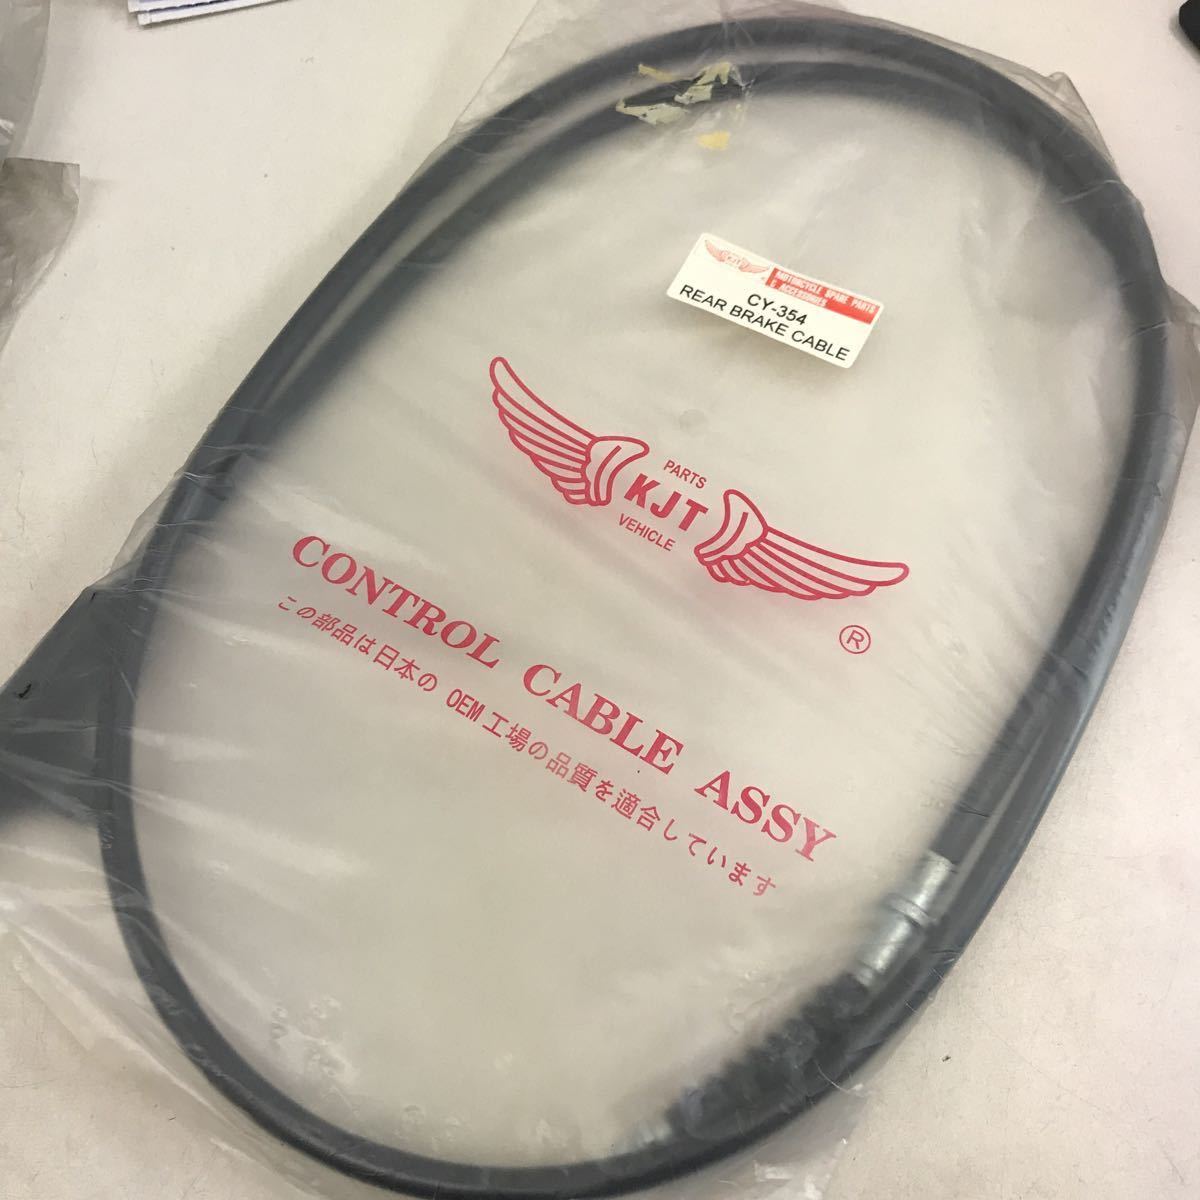 MOTORCYCLE SPARE PARTS
& ACCESSORIES
CY-354
REAR BRAKE CABLE
PARTS
KJT
VEHICLE
®
CONTROL CABLE ASSY
この部品は日本の OEM 工場の品質を適合しています